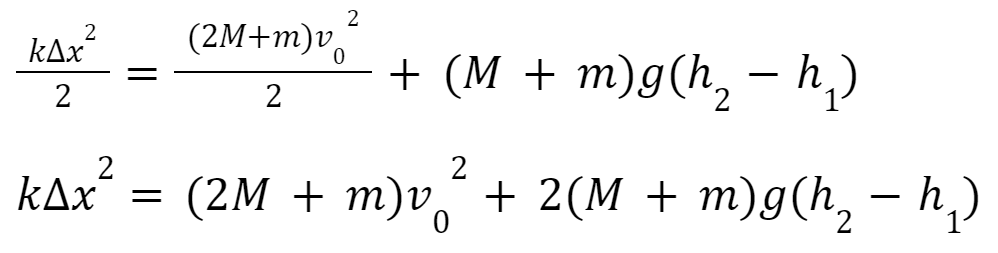 kΔx²/2 = (2M+m)v₀²/2 + (M + m)g(h₂ − h₁)
kΔx² = (2M + m)v₀² + 2(M + m)g(h₂ − h₁)